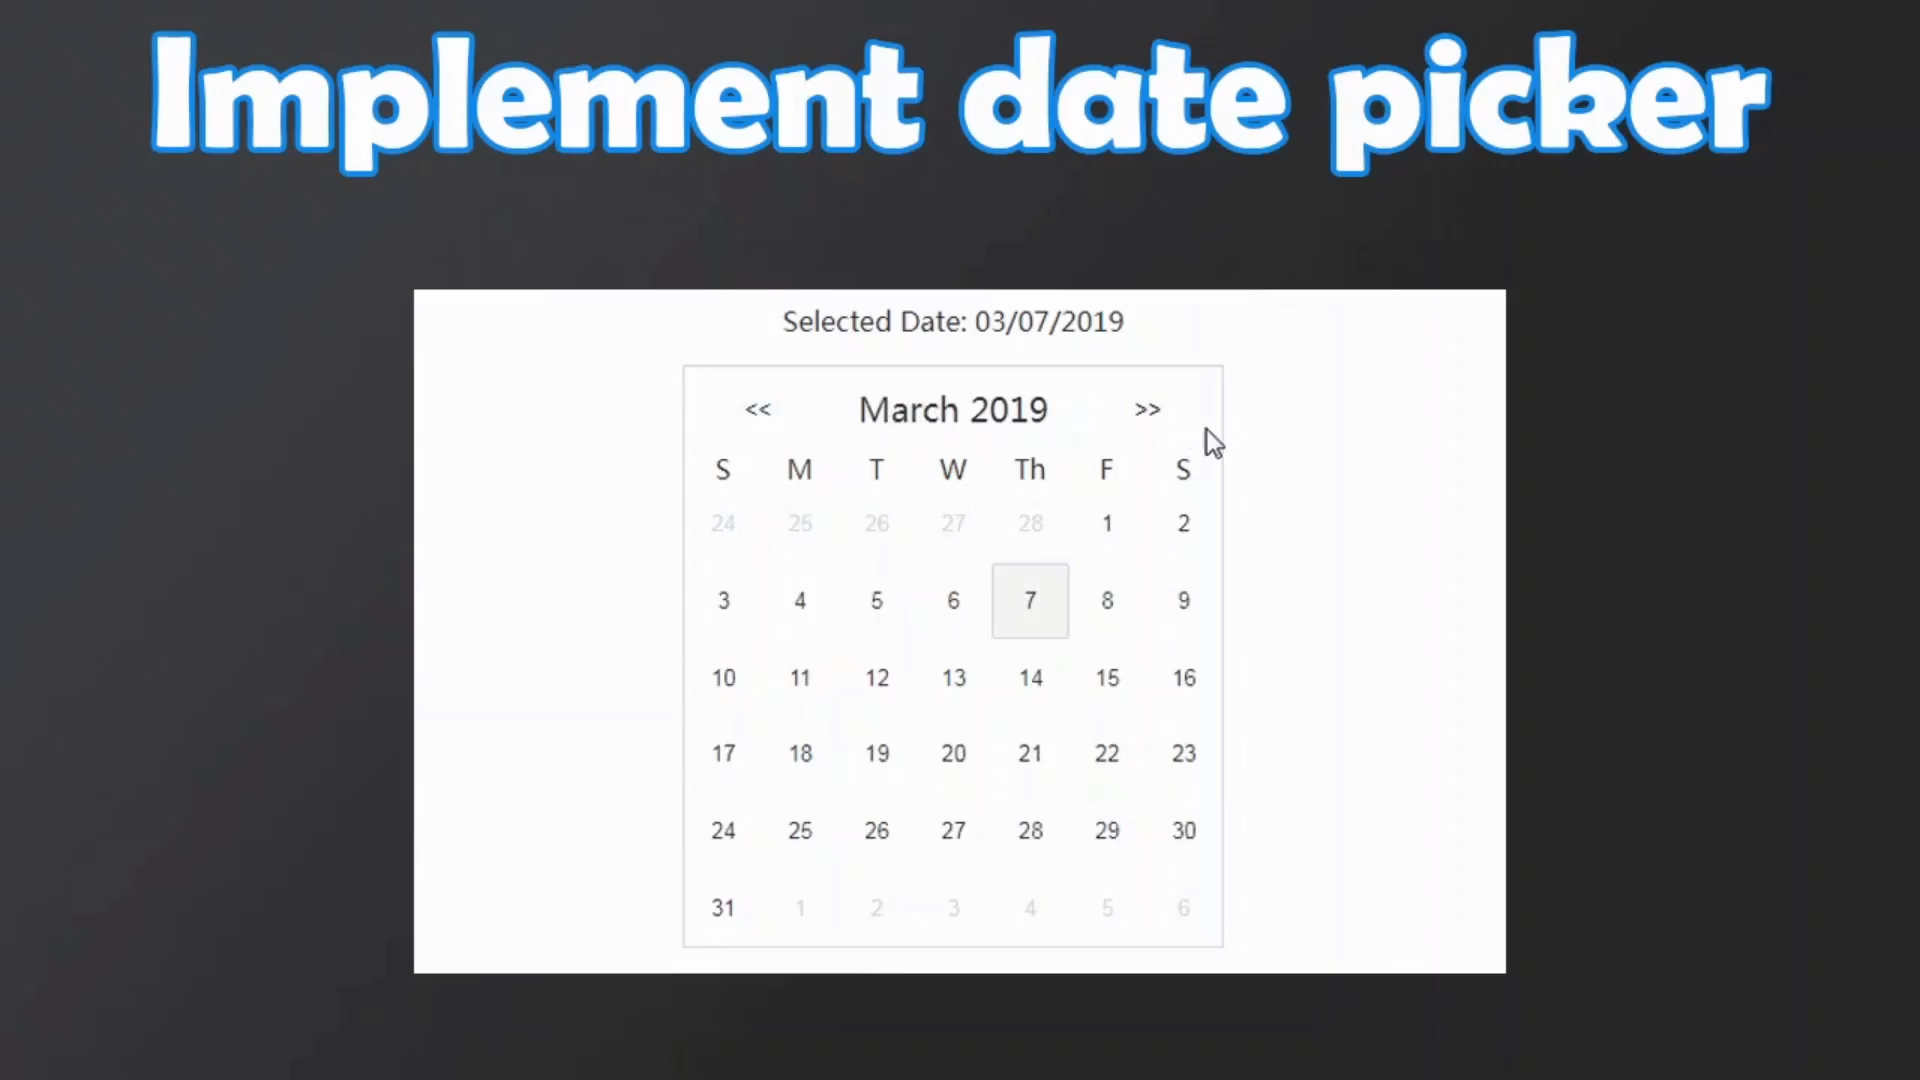 Implement date picker
Selected Date: 03/07/2019
<< March 2019 >>
S M T W Th F S
24 25 26 27 28 1 2
3 4 5 6 7 8 9
10 11 12 13 14 15 16
17 18 19 20 21 22 23
24 25 26 27 28 29 30
31 1 2 3 4 5 6